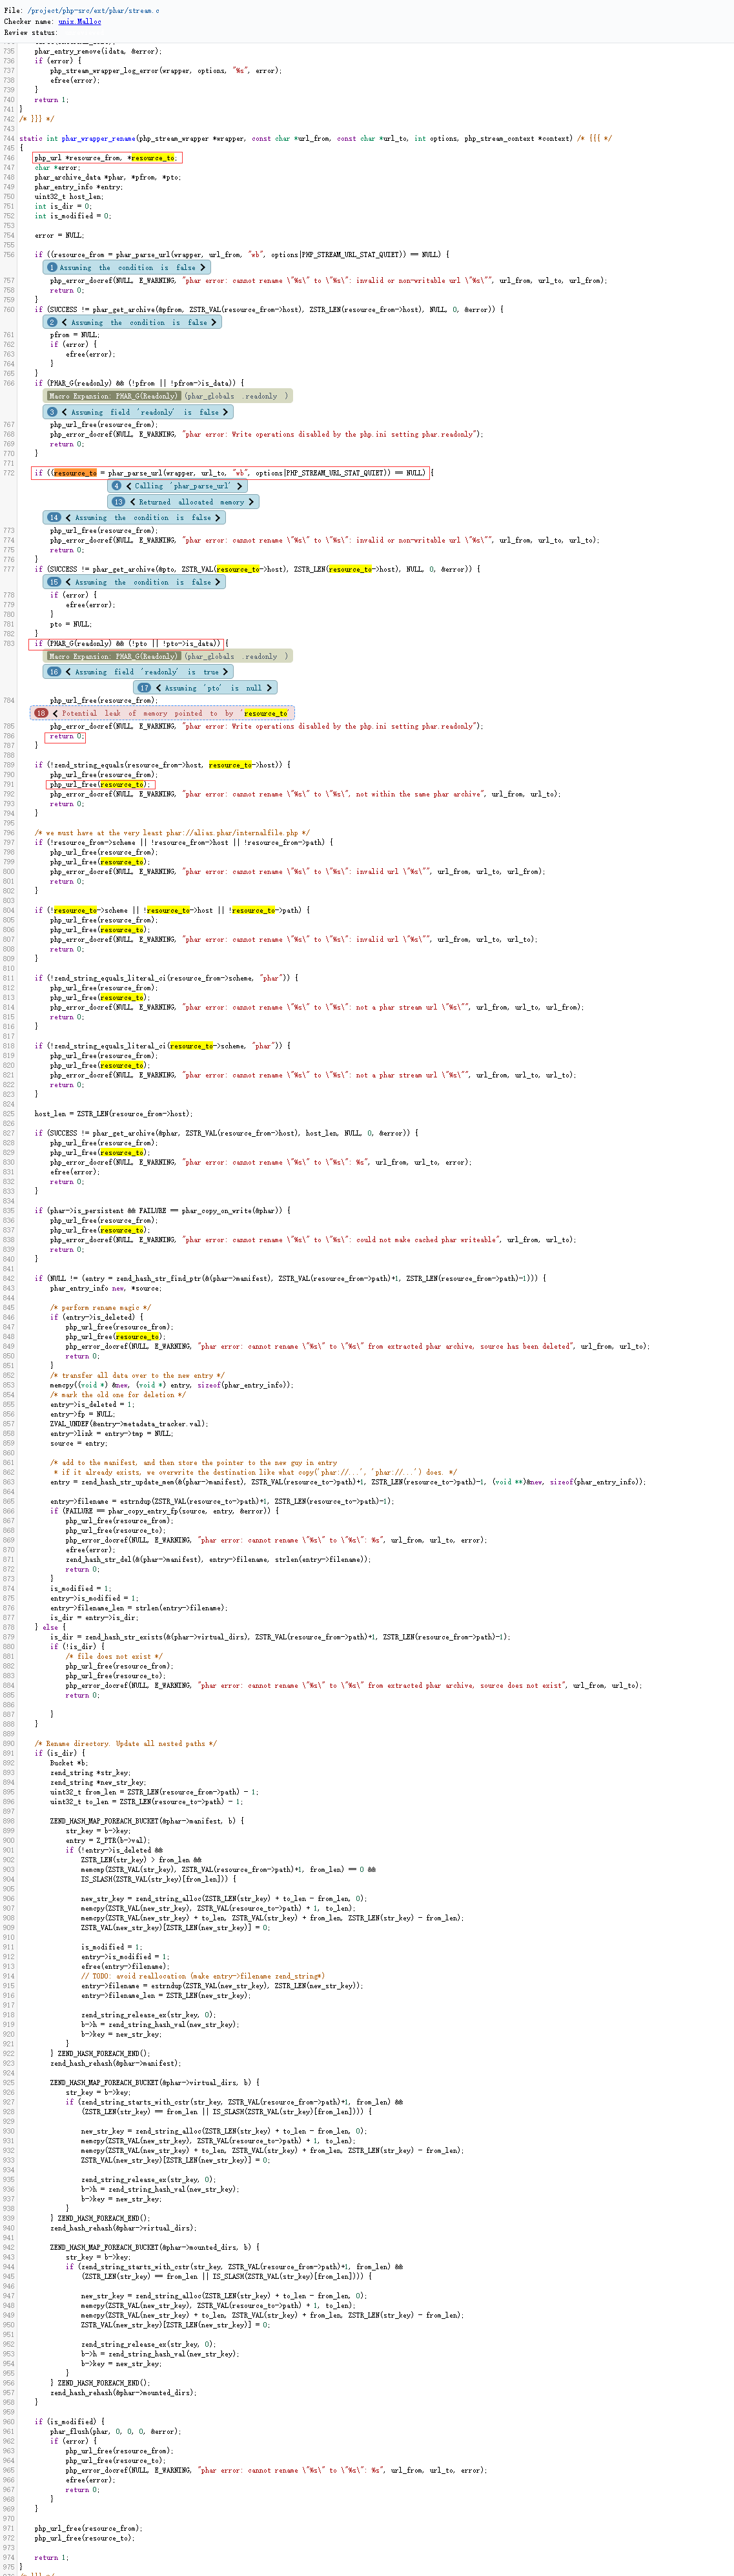 File: /project/php-src/ext/phar/stream.c
Checker name: unix.Malloc
Review status:
735 phar_entry_remove(idata, &error);
736 if (error) {
737 php_stream_wrapper_log_error(wrapper, options, "%s", error);
738 efree(error);
739 }
740 return 1;
741 }
742 /* }}} */
743
744 static int phar_wrapper_rename(php_stream_wrapper *wrapper, const char *url_from, const char *url_to, int options, php_stream_context *context) /* {{{ */
745 {
746 php_url *resource_from, *resource_to;
747 char *error;
748 phar_archive_data *phar, *pfrom, *pto;
749 phar_entry_info *entry;
750 uint32_t host_len;
751 int is_dir = 0;
752 int is_modified = 0;
753
754 error = NULL;
755
756 if ((resource_from = phar_parse_url(wrapper, url_from, "wb", options|PHP_STREAM_URL_STAT_QUIET)) == NULL) {
1 Assuming the condition is false
757 php_error_docref(NULL, E_WARNING, "phar error: cannot rename \"%s\" to \"%s\": invalid or non-writable url \"%s\"", url_from, url_to, url_from);
758 return 0;
759 }
760 if (SUCCESS != phar_get_archive(&pfrom, ZSTR_VAL(resource_from->host), ZSTR_LEN(resource_from->host), NULL, 0, &error)) {
2 Assuming the condition is false
761 pfrom = NULL;
762 if (error) {
763 efree(error);
764 }
765 }
766 if (PHAR_G(readonly) && (!pfrom || !pfrom->is_data)) {
Macro Expansion: PHAR_G(Readonly) (phar_globals .readonly )
3 Assuming field 'readonly' is false
767 php_url_free(resource_from);
768 php_error_docref(NULL, E_WARNING, "phar error: Write operations disabled by the php.ini setting phar.readonly");
769 return 0;
770 }
771
772 if ((resource_to = phar_parse_url(wrapper, url_to, "wb", options|PHP_STREAM_URL_STAT_QUIET)) == NULL) {
4 Calling 'phar_parse_url'
13 Returned allocated memory
14 Assuming the condition is false
773 php_url_free(resource_from);
774 php_error_docref(NULL, E_WARNING, "phar error: cannot rename \"%s\" to \"%s\": invalid or non-writable url \"%s\"", url_from, url_to, url_to);
775 return 0;
776 }
777 if (SUCCESS != phar_get_archive(&pto, ZSTR_VAL(resource_to->host), ZSTR_LEN(resource_to->host), NULL, 0, &error)) {
15 Assuming the condition is false
778 if (error) {
779 efree(error);
780 }
781 pto = NULL;
782 }
783 if (PHAR_G(readonly) && (!pto || !pto->is_data)) {
Macro Expansion: PHAR_G(Readonly) (phar_globals .readonly )
16 Assuming field 'readonly' is true
17 Assuming 'pto' is null
784 php_url_free(resource_from);
18 Potential leak of memory pointed to by 'resource_to'
785 php_error_docref(NULL, E_WARNING, "phar error: Write operations disabled by the php.ini setting phar.readonly");
786 return 0;
787 }
788
789 if (!zend_string_equals(resource_from->host, resource_to->host)) {
790 php_url_free(resource_from);
791 php_url_free(resource_to);
792 php_error_docref(NULL, E_WARNING, "phar error: cannot rename \"%s\" to \"%s\", not within the same phar archive", url_from, url_to);
793 return 0;
794 }
795
796 /* we must have at the very least phar://alias.phar/internalfile.php */
797 if (!resource_from->scheme || !resource_from->host || !resource_from->path) {
798 php_url_free(resource_from);
799 php_url_free(resource_to);
800 php_error_docref(NULL, E_WARNING, "phar error: cannot rename \"%s\" to \"%s\": invalid url \"%s\"", url_from, url_to, url_from);
801 return 0;
802 }
803
804 if (!resource_to->scheme || !resource_to->host || !resource_to->path) {
805 php_url_free(resource_from);
806 php_url_free(resource_to);
807 php_error_docref(NULL, E_WARNING, "phar error: cannot rename \"%s\" to \"%s\": invalid url \"%s\"", url_from, url_to, url_to);
808 return 0;
809 }
810
811 if (!zend_string_equals_literal_ci(resource_from->scheme, "phar")) {
812 php_url_free(resource_from);
813 php_url_free(resource_to);
814 php_error_docref(NULL, E_WARNING, "phar error: cannot rename \"%s\" to \"%s\": not a phar stream url \"%s\"", url_from, url_to, url_from);
815 return 0;
816 }
817
818 if (!zend_string_equals_literal_ci(resource_to->scheme, "phar")) {
819 php_url_free(resource_from);
820 php_url_free(resource_to);
821 php_error_docref(NULL, E_WARNING, "phar error: cannot rename \"%s\" to \"%s\": not a phar stream url \"%s\"", url_from, url_to, url_to);
822 return 0;
823 }
824
825 host_len = ZSTR_LEN(resource_from->host);
826
827 if (SUCCESS != phar_get_archive(&phar, ZSTR_VAL(resource_from->host), host_len, NULL, 0, &error)) {
828 php_url_free(resource_from);
829 php_url_free(resource_to);
830 php_error_docref(NULL, E_WARNING, "phar error: cannot rename \"%s\" to \"%s\": %s", url_from, url_to, error);
831 efree(error);
832 return 0;
833 }
834
835 if (phar->is_persistent && FAILURE == phar_copy_on_write(&phar)) {
836 php_url_free(resource_from);
837 php_url_free(resource_to);
838 php_error_docref(NULL, E_WARNING, "phar error: cannot rename \"%s\" to \"%s\": could not make cached phar writeable", url_from, url_to);
839 return 0;
840 }
841
842 if (NULL != (entry = zend_hash_str_find_ptr(&(phar->manifest), ZSTR_VAL(resource_from->path)+1, ZSTR_LEN(resource_from->path)-1))) {
843 phar_entry_info new, *source;
844
845 /* perform rename magic */
846 if (entry->is_deleted) {
847 php_url_free(resource_from);
848 php_url_free(resource_to);
849 php_error_docref(NULL, E_WARNING, "phar error: cannot rename \"%s\" to \"%s\" from extracted phar archive, source has been deleted", url_from, url_to);
850 return 0;
851 }
852 /* transfer all data over to the new entry */
853 memcpy((void *) &new, (void *) entry, sizeof(phar_entry_info));
854 /* mark the old one for deletion */
855 entry->is_deleted = 1;
856 entry->fp = NULL;
857 ZVAL_UNDEF(&entry->metadata_tracker.val);
858 entry->link = entry->tmp = NULL;
859 source = entry;
860
861 /* add to the manifest, and then store the pointer to the new guy in entry
862 * if it already exists, we overwrite the destination like what copy('phar://...', 'phar://...') does. */
863 entry = zend_hash_str_update_mem(&(phar->manifest), ZSTR_VAL(resource_to->path)+1, ZSTR_LEN(resource_to->path)-1, (void **)&new, sizeof(phar_entry_info));
864
865 entry->filename = estrndup(ZSTR_VAL(resource_to->path)+1, ZSTR_LEN(resource_to->path)-1);
866 if (FAILURE == phar_copy_entry_fp(source, entry, &error)) {
867 php_url_free(resource_from);
868 php_url_free(resource_to);
869 php_error_docref(NULL, E_WARNING, "phar error: cannot rename \"%s\" to \"%s\": %s", url_from, url_to, error);
870 efree(error);
871 zend_hash_str_del(&(phar->manifest), entry->filename, strlen(entry->filename));
872 return 0;
873 }
874 is_modified = 1;
875 entry->is_modified = 1;
876 entry->filename_len = strlen(entry->filename);
877 is_dir = entry->is_dir;
878 } else {
879 is_dir = zend_hash_str_exists(&(phar->virtual_dirs), ZSTR_VAL(resource_from->path)+1, ZSTR_LEN(resource_from->path)-1);
880 if (!is_dir) {
881 /* file does not exist */
882 php_url_free(resource_from);
883 php_url_free(resource_to);
884 php_error_docref(NULL, E_WARNING, "phar error: cannot rename \"%s\" to \"%s\" from extracted phar archive, source does not exist", url_from, url_to);
885 return 0;
886
887 }
888 }
889
890 /* Rename directory. Update all nested paths */
891 if (is_dir) {
892 Bucket *b;
893 zend_string *str_key;
894 zend_string *new_str_key;
895 uint32_t from_len = ZSTR_LEN(resource_from->path) - 1;
896 uint32_t to_len = ZSTR_LEN(resource_to->path) - 1;
897
898 ZEND_HASH_MAP_FOREACH_BUCKET(&phar->manifest, b) {
899 str_key = b->key;
900 entry = Z_PTR(b->val);
901 if (!entry->is_deleted &&
902 ZSTR_LEN(str_key) > from_len &&
903 memcmp(ZSTR_VAL(str_key), ZSTR_VAL(resource_from->path)+1, from_len) == 0 &&
904 IS_SLASH(ZSTR_VAL(str_key)[from_len])) {
905
906 new_str_key = zend_string_alloc(ZSTR_LEN(str_key) + to_len - from_len, 0);
907 memcpy(ZSTR_VAL(new_str_key), ZSTR_VAL(resource_to->path) + 1, to_len);
908 memcpy(ZSTR_VAL(new_str_key) + to_len, ZSTR_VAL(str_key) + from_len, ZSTR_LEN(str_key) - from_len);
909 ZSTR_VAL(new_str_key)[ZSTR_LEN(new_str_key)] = 0;
910
911 is_modified = 1;
912 entry->is_modified = 1;
913 efree(entry->filename);
914 // TODO: avoid reallocation (make entry->filename zend_string*)
915 entry->filename = estrndup(ZSTR_VAL(new_str_key), ZSTR_LEN(new_str_key));
916 entry->filename_len = ZSTR_LEN(new_str_key);
917
918 zend_string_release_ex(str_key, 0);
919 b->h = zend_string_hash_val(new_str_key);
920 b->key = new_str_key;
921 }
922 } ZEND_HASH_FOREACH_END();
923 zend_hash_rehash(&phar->manifest);
924
925 ZEND_HASH_MAP_FOREACH_BUCKET(&phar->virtual_dirs, b) {
926 str_key = b->key;
927 if (zend_string_starts_with_cstr(str_key, ZSTR_VAL(resource_from->path)+1, from_len) &&
928 (ZSTR_LEN(str_key) == from_len || IS_SLASH(ZSTR_VAL(str_key)[from_len]))) {
929
930 new_str_key = zend_string_alloc(ZSTR_LEN(str_key) + to_len - from_len, 0);
931 memcpy(ZSTR_VAL(new_str_key), ZSTR_VAL(resource_to->path) + 1, to_len);
932 memcpy(ZSTR_VAL(new_str_key) + to_len, ZSTR_VAL(str_key) + from_len, ZSTR_LEN(str_key) - from_len);
933 ZSTR_VAL(new_str_key)[ZSTR_LEN(new_str_key)] = 0;
934
935 zend_string_release_ex(str_key, 0);
936 b->h = zend_string_hash_val(new_str_key);
937 b->key = new_str_key;
938 }
939 } ZEND_HASH_FOREACH_END();
940 zend_hash_rehash(&phar->virtual_dirs);
941
942 ZEND_HASH_MAP_FOREACH_BUCKET(&phar->mounted_dirs, b) {
943 str_key = b->key;
944 if (zend_string_starts_with_cstr(str_key, ZSTR_VAL(resource_from->path)+1, from_len) &&
945 (ZSTR_LEN(str_key) == from_len || IS_SLASH(ZSTR_VAL(str_key)[from_len]))) {
946
947 new_str_key = zend_string_alloc(ZSTR_LEN(str_key) + to_len - from_len, 0);
948 memcpy(ZSTR_VAL(new_str_key), ZSTR_VAL(resource_to->path) + 1, to_len);
949 memcpy(ZSTR_VAL(new_str_key) + to_len, ZSTR_VAL(str_key) + from_len, ZSTR_LEN(str_key) - from_len);
950 ZSTR_VAL(new_str_key)[ZSTR_LEN(new_str_key)] = 0;
951
952 zend_string_release_ex(str_key, 0);
953 b->h = zend_string_hash_val(new_str_key);
954 b->key = new_str_key;
955 }
956 } ZEND_HASH_FOREACH_END();
957 zend_hash_rehash(&phar->mounted_dirs);
958 }
959
960 if (is_modified) {
961 phar_flush(phar, 0, 0, 0, &error);
962 if (error) {
963 php_url_free(resource_from);
964 php_url_free(resource_to);
965 php_error_docref(NULL, E_WARNING, "phar error: cannot rename \"%s\" to \"%s\": %s", url_from, url_to, error);
966 efree(error);
967 return 0;
968 }
969 }
970
971 php_url_free(resource_from);
972 php_url_free(resource_to);
973
974 return 1;
975 }